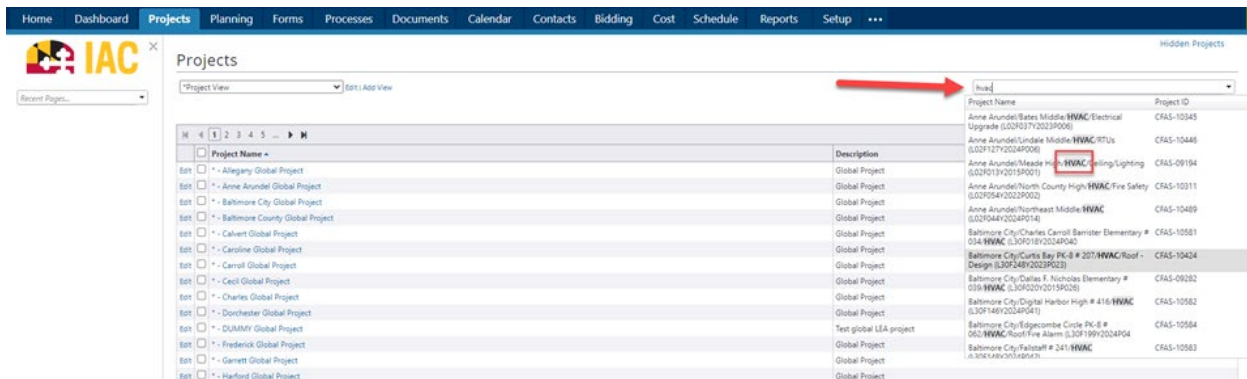 Home Dashboard Projects Planning Forms Processes Documents Calendar Contacts Bidding Cost Schedule Reports Setup •••
IAC
Hidden Projects
Projects
Recent Pages...
*Project View Edit | Add View
hvac
Project Name Project ID
Anne Arundel/Bates Middle/HVAC/Electrical CFAS-10345
Upgrade (L02F037Y2023P006)
Anne Arundel/Lindale Middle/HVAC/RTUs CFAS-10446
(L02F127Y2024P006)
Anne Arundel/Meade High/HVAC/Ceiling/Lighting CFAS-09194
(L02F013Y2015P001)
Anne Arundel/North County High/HVAC/Fire Safety CFAS-10311
(L02F054Y2022P002)
Anne Arundel/Northeast Middle/HVAC CFAS-10489
(L02F044Y2024P014)
Baltimore City/Charles Carroll Barrister Elementary # CFAS-10581
034/HVAC (L30F018Y2024P040
Baltimore City/Curtis Bay PK-8 # 207/HVAC/Roof - CFAS-10424
Design (L30F248Y2023P023)
Baltimore City/Dallas F. Nicholas Elementary # CFAS-09282
039/HVAC (L30F020Y2015P026)
Baltimore City/Digital Harbor High # 416/HVAC CFAS-10582
(L30F146Y2024P041)
Baltimore City/Edgecombe Circle PK-8 # CFAS-10584
062/HVAC/Roof/Fire Alarm (L30F199Y2024P04
Baltimore City/Fallstaff # 241/HVAC CFAS-10583
1 2 3 4 5 ...
Project Name Description
Edit * - Allegany Global Project Global Project
Edit * - Anne Arundel Global Project Global Project
Edit * - Baltimore City Global Project Global Project
Edit * - Baltimore County Global Project Global Project
Edit * - Calvert Global Project Global Project
Edit * - Caroline Global Project Global Project
Edit * - Carroll Global Project Global Project
Edit * - Cecil Global Project Global Project
Edit * - Charles Global Project Global Project
Edit * - Dorchester Global Project Global Project
Edit * - DUMMY Global Project Test global LEA project
Edit * - Frederick Global Project Global Project
Edit * - Garrett Global Project Global Project
Edit * - Harford Global Project Global Project